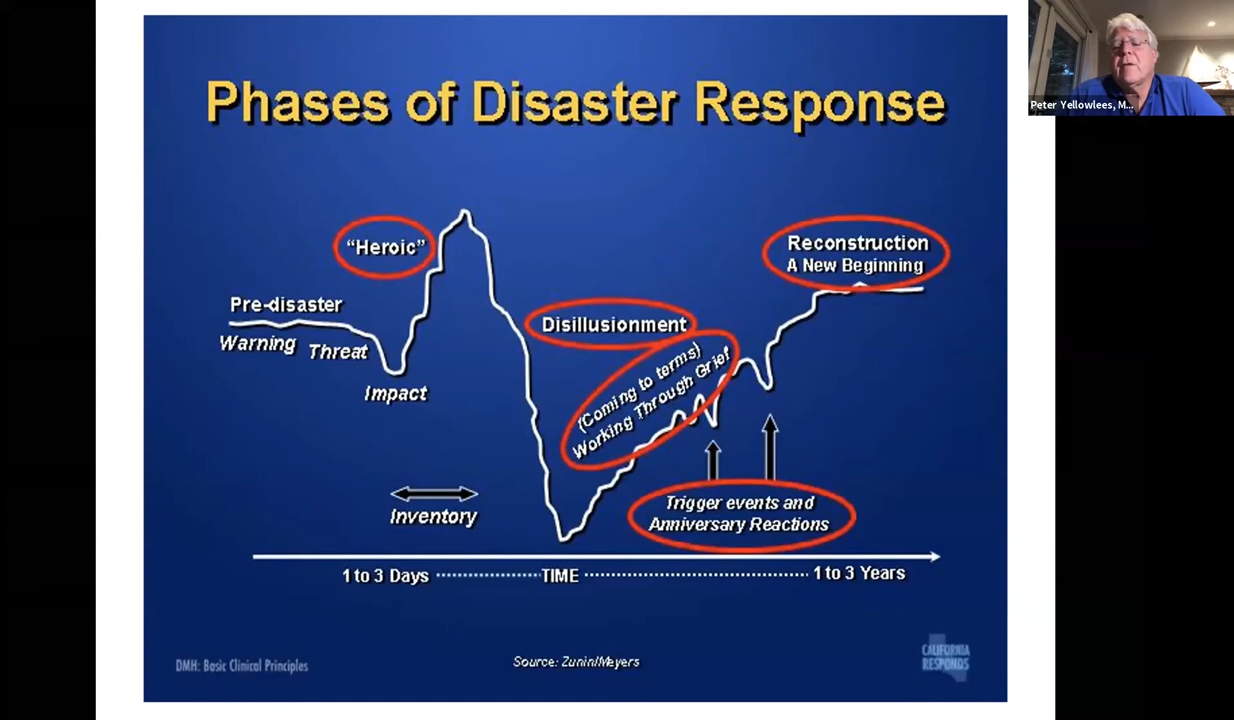 Phases of Disaster Response
Peter Yellowlees, M...
“Heroic”
Reconstruction
A New Beginning
Pre-disaster
Warning
Threat
Impact
Disillusionment
(Coming to terms)
Working Through Grief
Inventory
Trigger events and
Anniversary Reactions
1 to 3 Days
TIME
1 to 3 Years
DMH: Basic Clinical Principles
Source: Zunin/Meyers
CALIFORNIA
RESPONDS